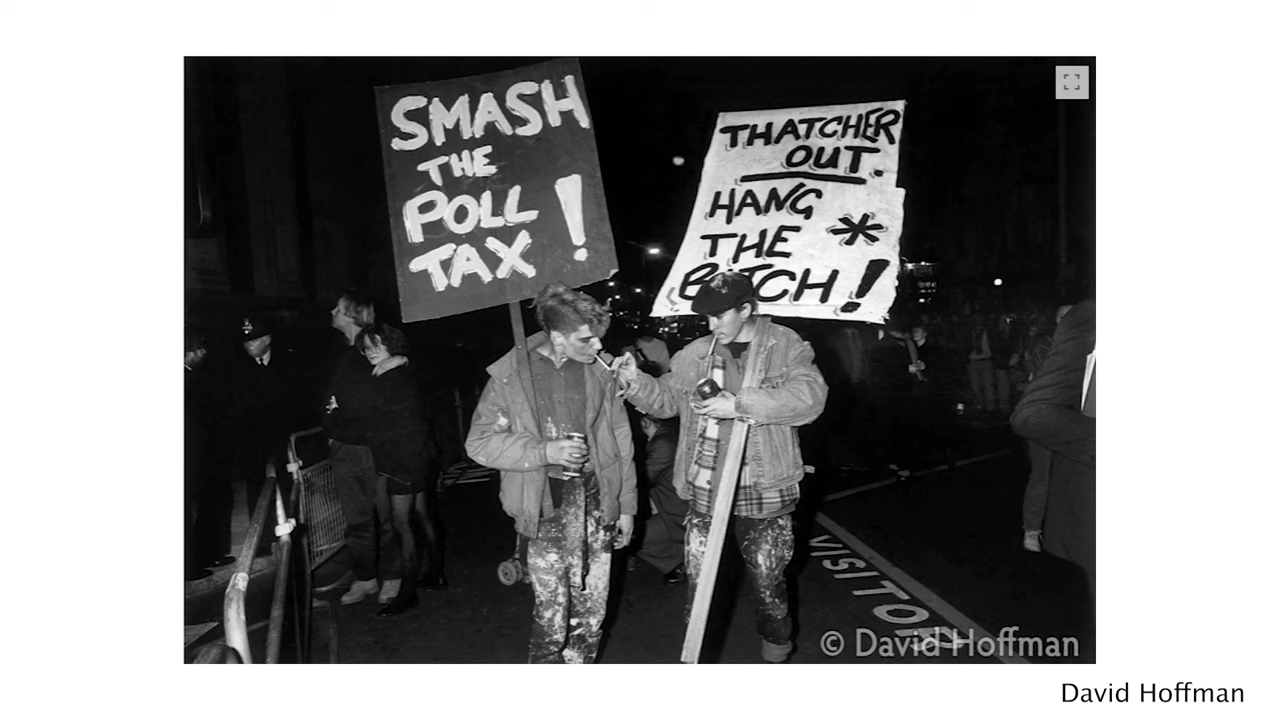 SMASH
THE
POLL
TAX !
THATCHER
OUT.
HANG
THE *
BITCH!
VISITOR
© David Hoffman
David Hoffman